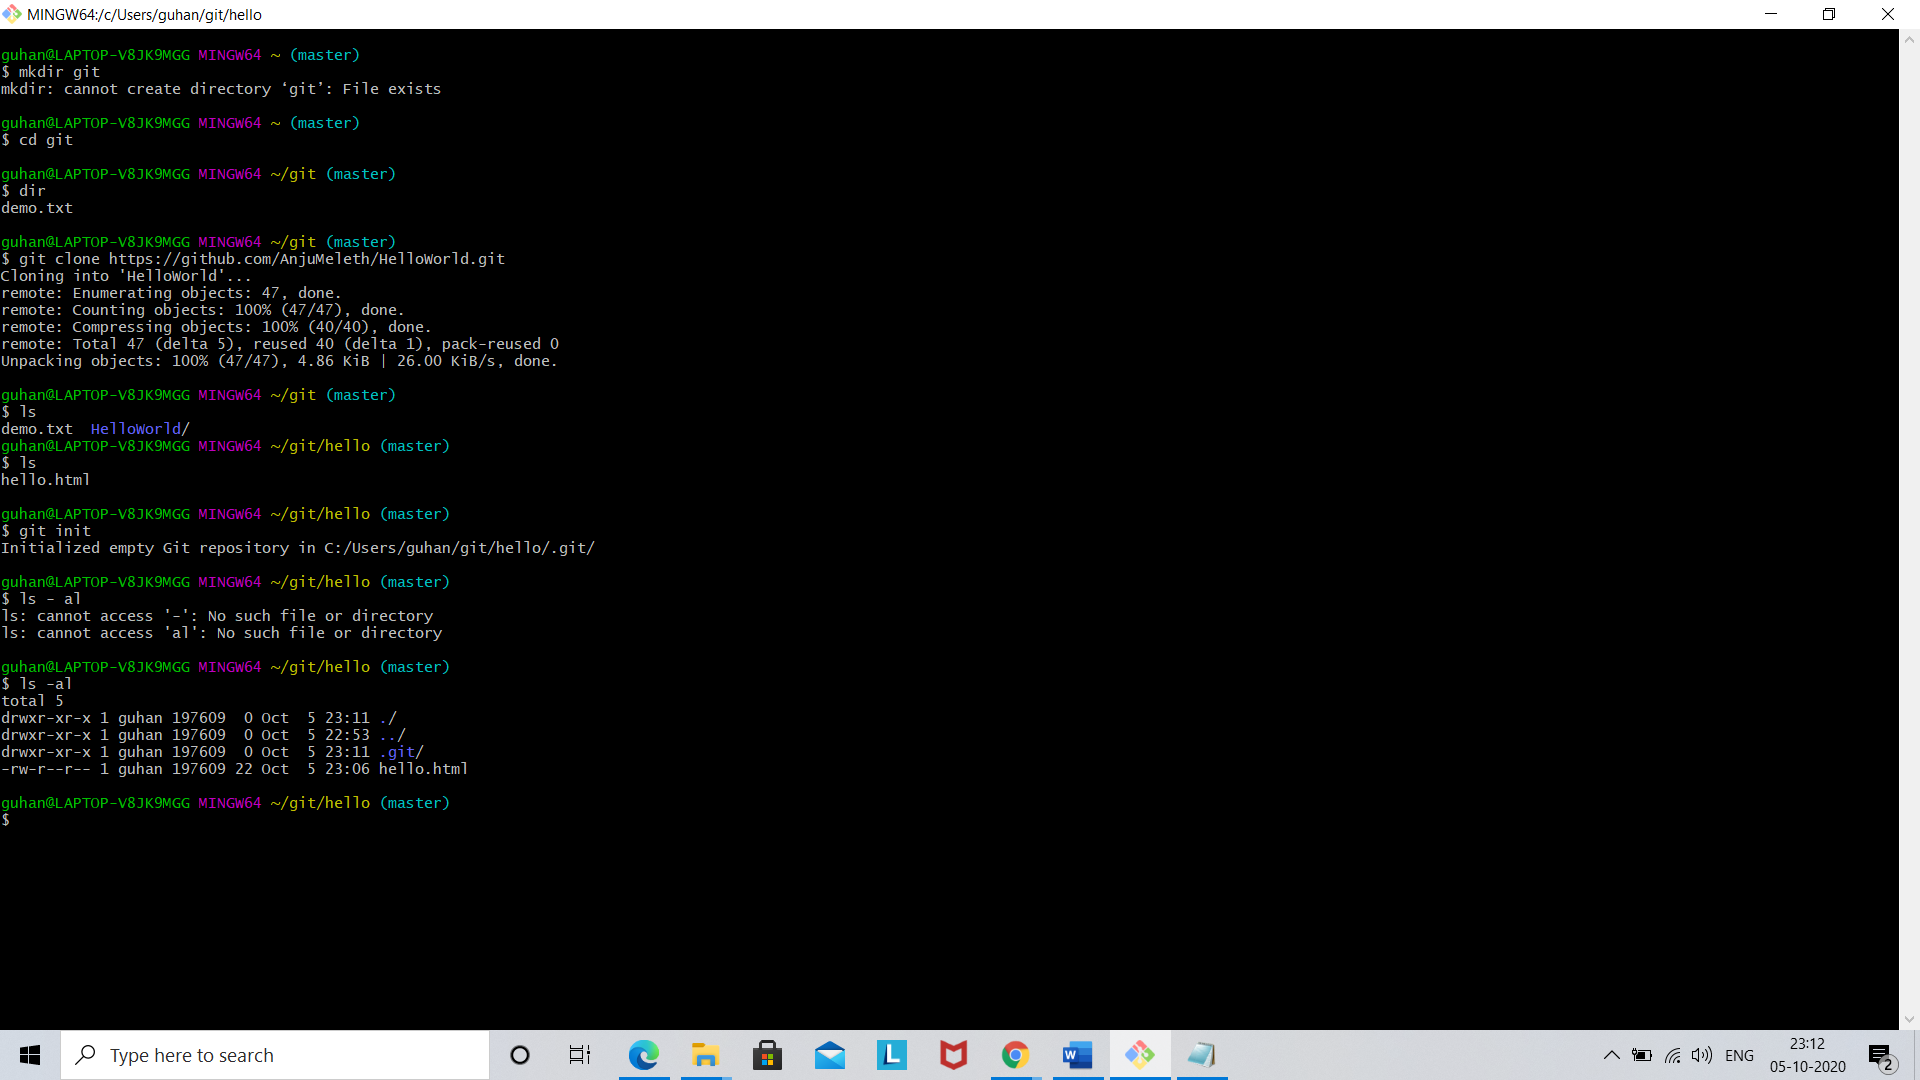 MINGW64:/c/Users/guhan/git/hello
guhan@LAPTOP-V8JK9MGG MINGW64 ~ (master)
$ mkdir git
mkdir: cannot create directory ‘git’: File exists
guhan@LAPTOP-V8JK9MGG MINGW64 ~ (master)
$ cd git
guhan@LAPTOP-V8JK9MGG MINGW64 ~/git (master)
$ dir
demo.txt
guhan@LAPTOP-V8JK9MGG MINGW64 ~/git (master)
$ git clone https://github.com/AnjuMeleth/HelloWorld.git
Cloning into 'HelloWorld'...
remote: Enumerating objects: 47, done.
remote: Counting objects: 100% (47/47), done.
remote: Compressing objects: 100% (40/40), done.
remote: Total 47 (delta 5), reused 40 (delta 1), pack-reused 0
Unpacking objects: 100% (47/47), 4.86 KiB | 26.00 KiB/s, done.
guhan@LAPTOP-V8JK9MGG MINGW64 ~/git (master)
$ ls
demo.txt  HelloWorld/
guhan@LAPTOP-V8JK9MGG MINGW64 ~/git/hello (master)
$ ls
hello.html
guhan@LAPTOP-V8JK9MGG MINGW64 ~/git/hello (master)
$ git init
Initialized empty Git repository in C:/Users/guhan/git/hello/.git/
guhan@LAPTOP-V8JK9MGG MINGW64 ~/git/hello (master)
$ ls - al
ls: cannot access '-': No such file or directory
ls: cannot access 'al': No such file or directory
guhan@LAPTOP-V8JK9MGG MINGW64 ~/git/hello (master)
$ ls -al
total 5
drwxr-xr-x 1 guhan 197609  0 Oct  5 23:11 ./
drwxr-xr-x 1 guhan 197609  0 Oct  5 22:53 ../
drwxr-xr-x 1 guhan 197609  0 Oct  5 23:11 .git/
-rw-r--r-- 1 guhan 197609 22 Oct  5 23:06 hello.html
guhan@LAPTOP-V8JK9MGG MINGW64 ~/git/hello (master)
$
Type here to search
L
W
ENG
23:12
05-10-2020
2